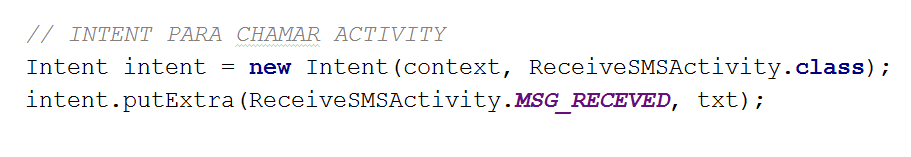 // INTENT PARA CHAMAR ACTIVITY
Intent intent = new Intent(context, ReceiveSMSActivity.class);
intent.putExtra(ReceiveSMSActivity.MSG_RECEVED, txt);